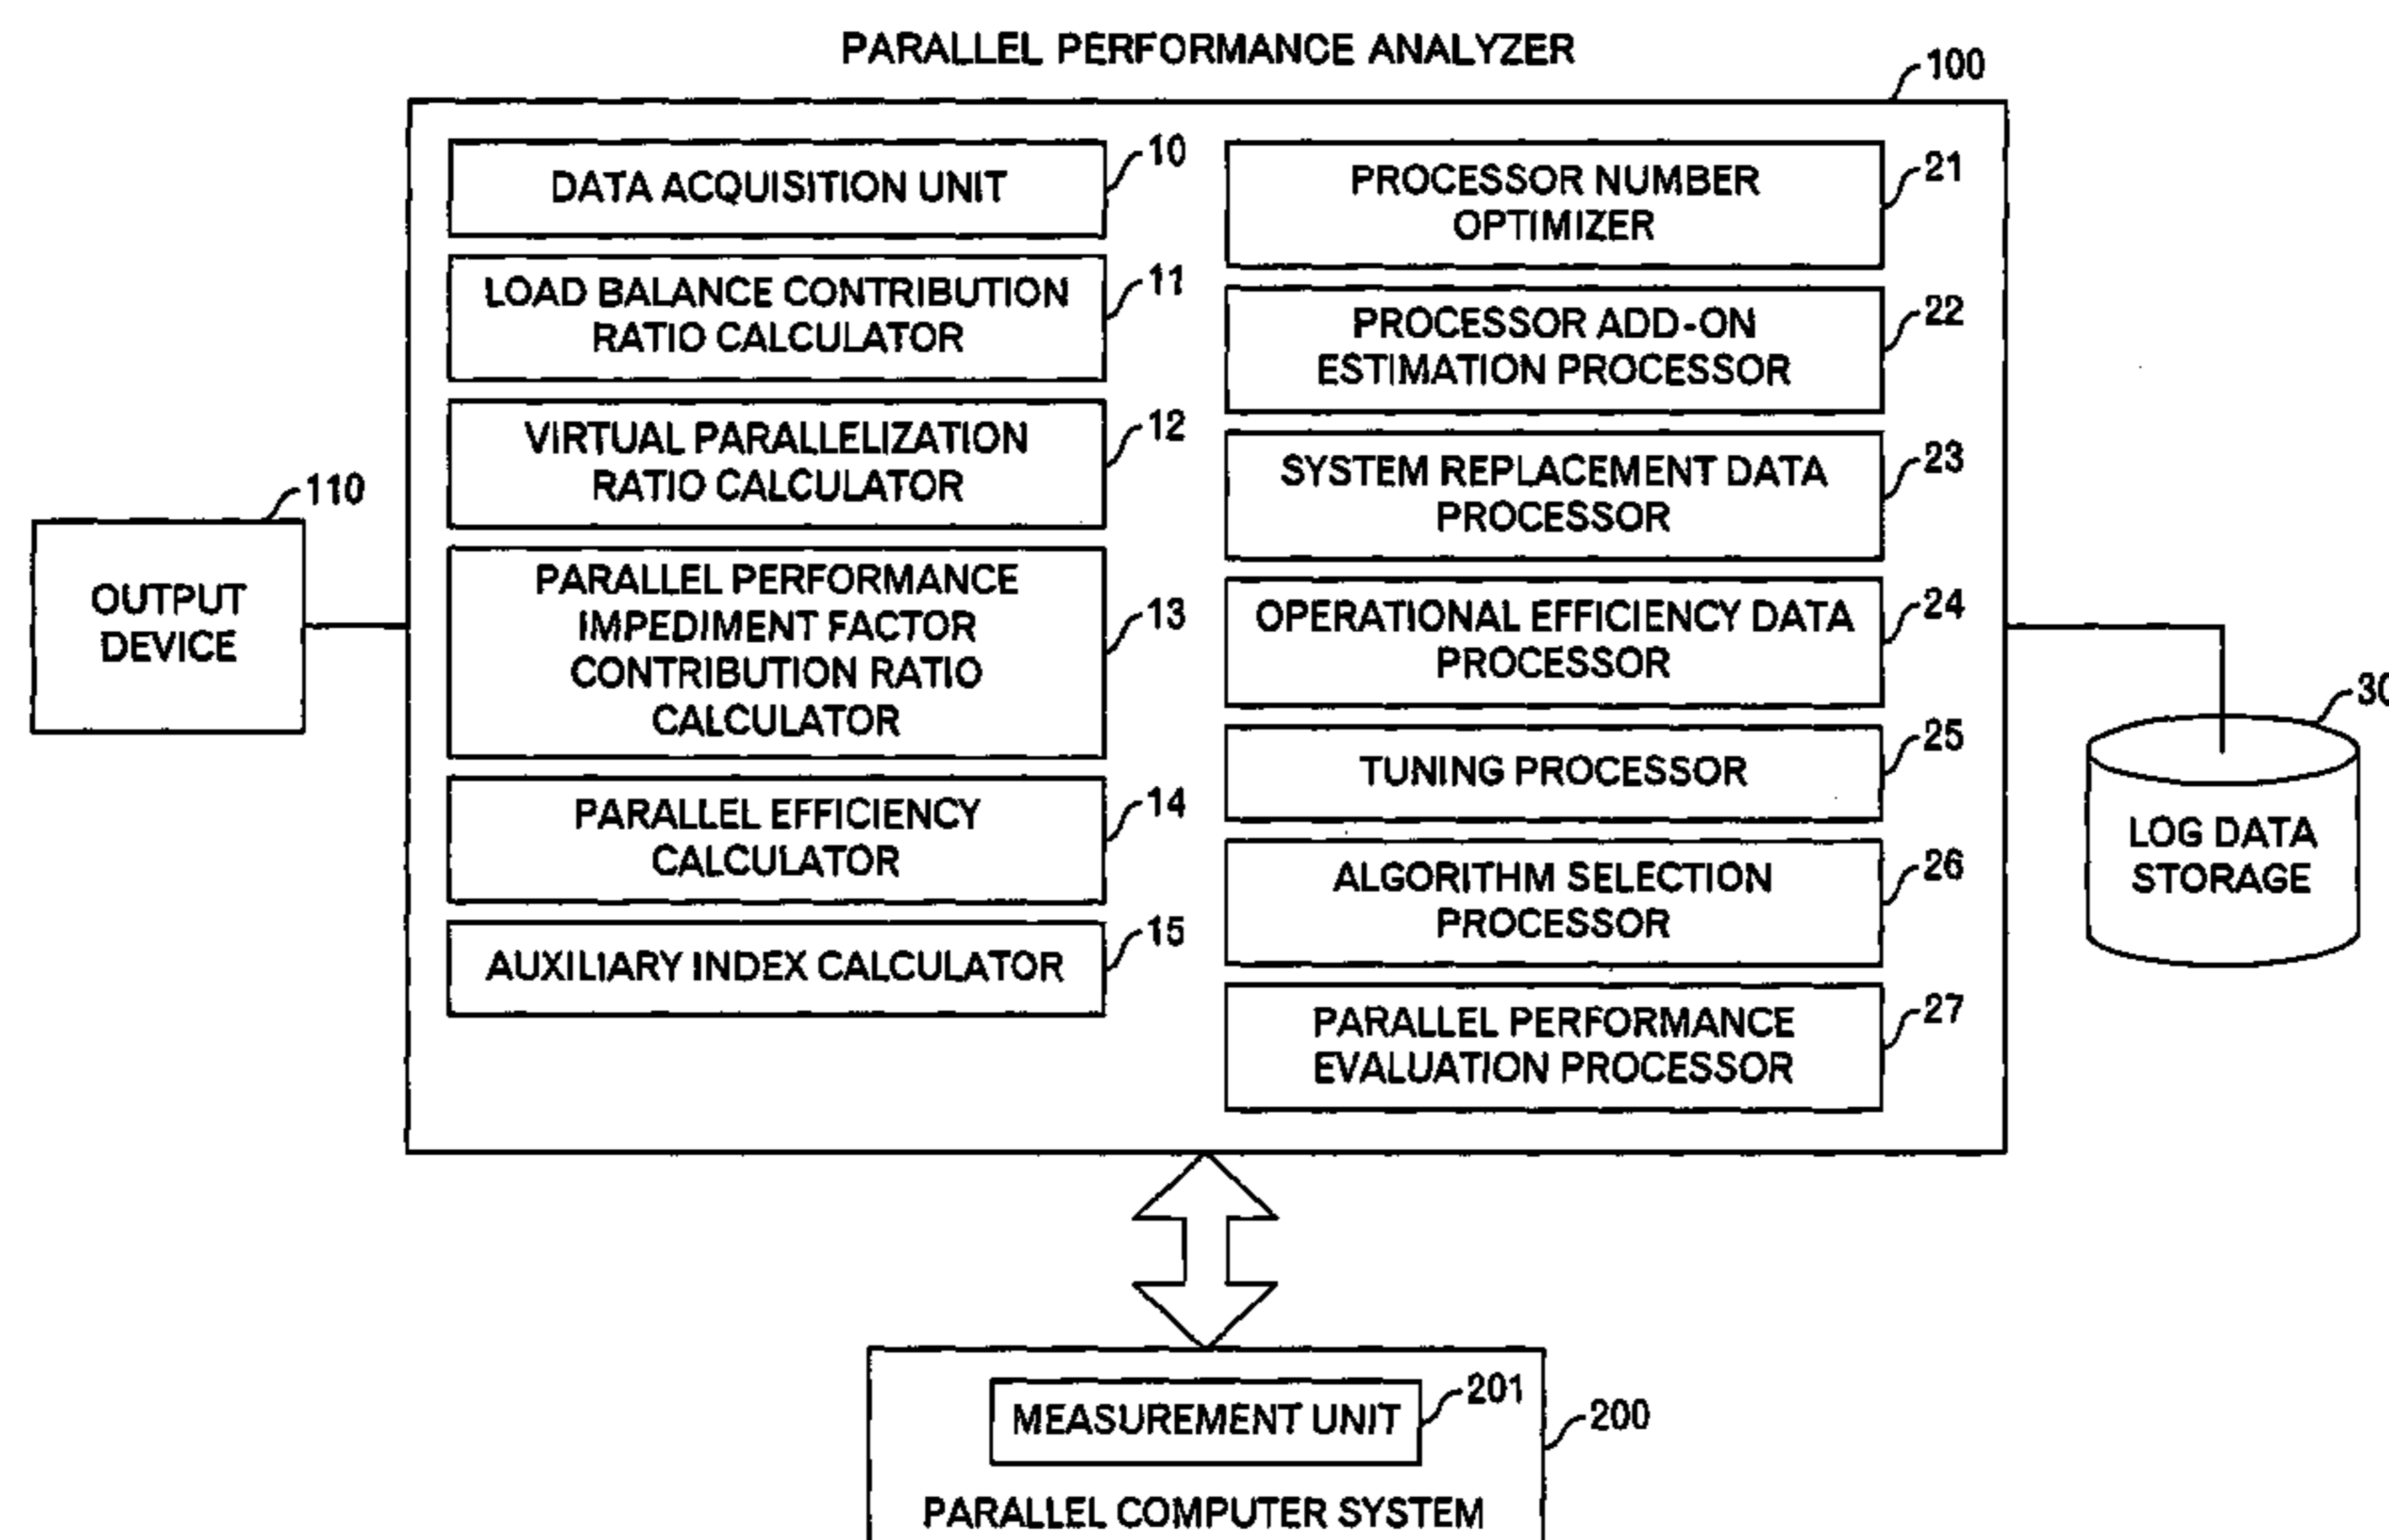 PARALLEL PERFORMANCE ANALYZER
100
DATA ACQUISITION UNIT
10
LOAD BALANCE CONTRIBUTION
RATIO CALCULATOR
11
VIRTUAL PARALLELIZATION
RATIO CALCULATOR
12
PARALLEL PERFORMANCE
IMPEDIMENT FACTOR
CONTRIBUTION RATIO
CALCULATOR
13
PARALLEL EFFICIENCY
CALCULATOR
14
AUXILIARY INDEX CALCULATOR
15
PROCESSOR NUMBER
OPTIMIZER
21
PROCESSOR ADD-ON
ESTIMATION PROCESSOR
22
SYSTEM REPLACEMENT DATA
PROCESSOR
23
OPERATIONAL EFFICIENCY DATA
PROCESSOR
24
TUNING PROCESSOR
25
ALGORITHM SELECTION
PROCESSOR
26
PARALLEL PERFORMANCE
EVALUATION PROCESSOR
27
110
OUTPUT
DEVICE
30
LOG DATA
STORAGE
MEASUREMENT UNIT
201
200
PARALLEL COMPUTER SYSTEM